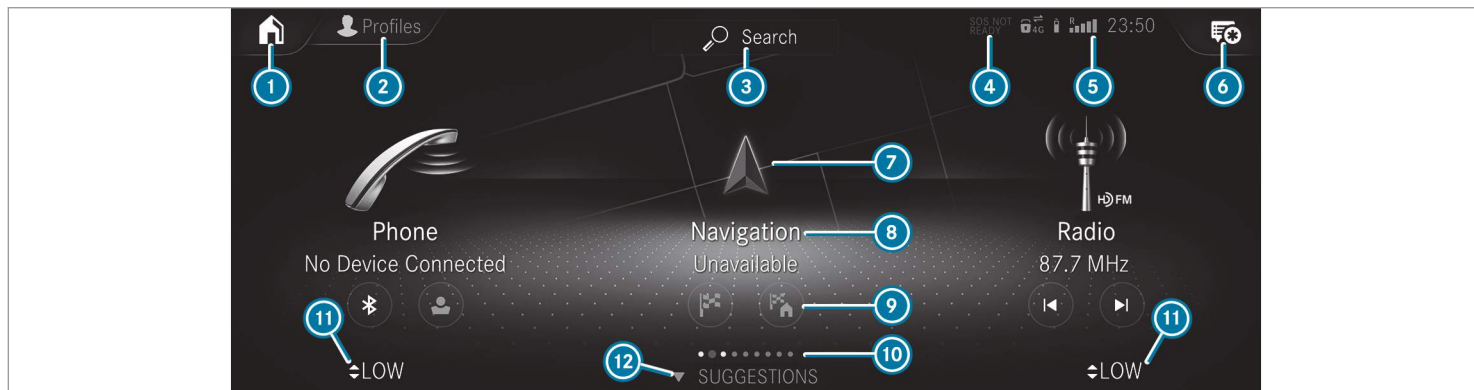 Profiles
Search
SOS NOT
READY
4G
R
23:50
1
2
3
4
5
6
7
HD FM
Phone
Navigation
8
Radio
No Device Connected
Unavailable
87.7 MHz
9
11
11
10
12
LOW
SUGGESTIONS
LOW